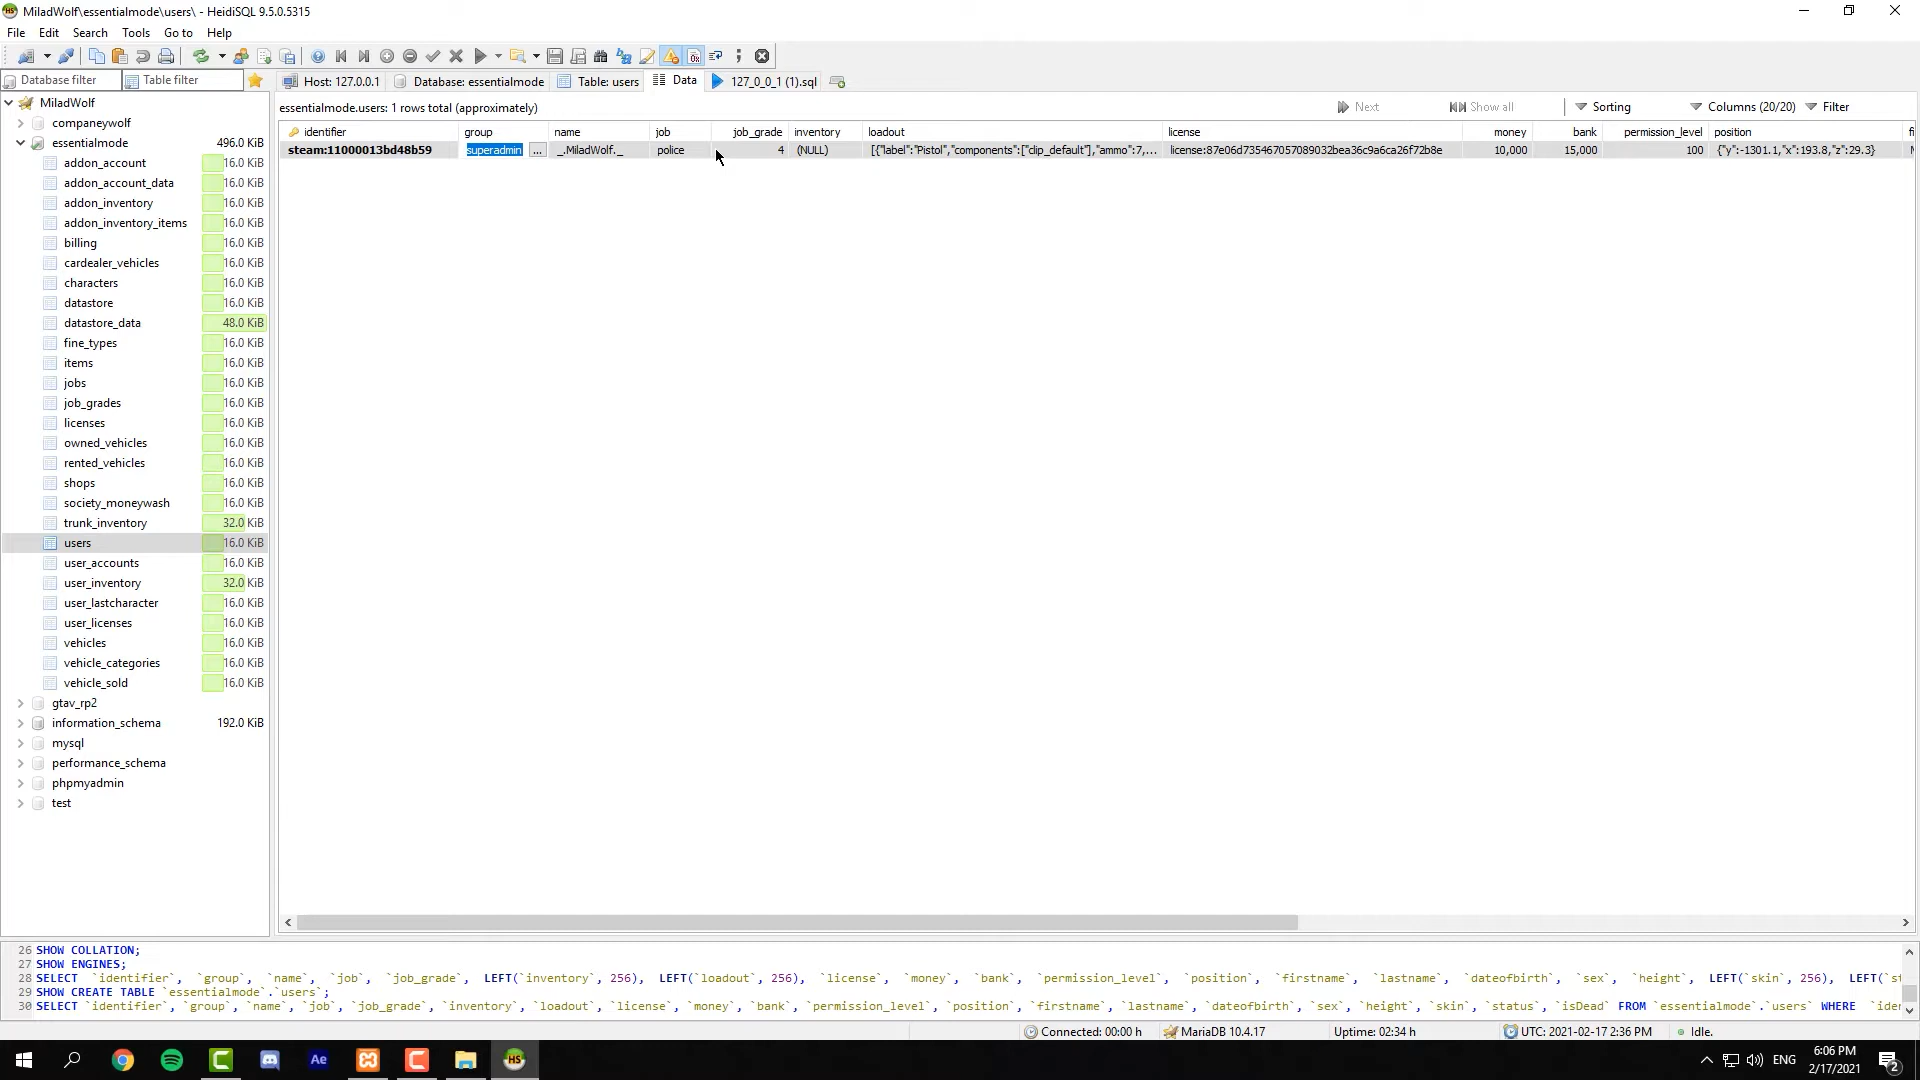 MiladWolf\essentialmode\users\ - HeidiSQL 9.5.0.5315
File Edit Search Tools Go to Help
Database filter Table filter Host: 127.0.0.1 Database: essentialmode Table: users Data 127_0_0_1 (1).sql
MiladWolf
companeywolf
essentialmode 496.0 KiB
addon_account 16.0 KiB
addon_account_data 16.0 KiB
addon_inventory 16.0 KiB
addon_inventory_items 16.0 KiB
billing 16.0 KiB
cardealer_vehicles 16.0 KiB
characters 16.0 KiB
datastore 16.0 KiB
datastore_data 48.0 KiB
fine_types 16.0 KiB
items 16.0 KiB
jobs 16.0 KiB
job_grades 16.0 KiB
licenses 16.0 KiB
owned_vehicles 16.0 KiB
rented_vehicles 16.0 KiB
shops 16.0 KiB
society_moneywash 16.0 KiB
trunk_inventory 32.0 KiB
users 16.0 KiB
user_accounts 16.0 KiB
user_inventory 32.0 KiB
user_lastcharacter 16.0 KiB
user_licenses 16.0 KiB
vehicles 16.0 KiB
vehicle_categories 16.0 KiB
vehicle_sold 16.0 KiB
gtav_rp2
information_schema 192.0 KiB
mysql
performance_schema
phpmyadmin
test
essentialmode.users: 1 rows total (approximately) Next Show all Sorting Columns (20/20) Filter
identifier group name job job_grade inventory loadout license money bank permission_level position
steam:11000013bd48b59 superadmin ... _.MiladWolf._ police 4 (NULL) [{"label":"Pistol","components":["clip_default"],"ammo":7,... license:87e06d735467057089032bea36c9a6ca26f72b8e 10,000 15,000 100 {"y":-1301.1,"x":193.8,"z":29.3}
26 SHOW COLLATION;
27 SHOW ENGINES;
28 SELECT `identifier`, `group`, `name`, `job`, `job_grade`, LEFT(`inventory`, 256), LEFT(`loadout`, 256), `license`, `money`, `bank`, `permission_level`, `position`, `firstname`, `lastname`, `dateofbirth`, `sex`, `height`, LEFT(`skin`, 256), LEFT(`st
29 SHOW CREATE TABLE `essentialmode`.`users`;
30 SELECT `identifier`, `group`, `name`, `job`, `job_grade`, `inventory`, `loadout`, `license`, `money`, `bank`, `permission_level`, `position`, `firstname`, `lastname`, `dateofbirth`, `sex`, `height`, `skin`, `status`, `isDead` FROM `essentialmode`.`users` WHERE `ider
Connected: 00:00 h MariaDB 10.4.17 Uptime: 02:34 h UTC: 2021-02-17 2:36 PM Idle.
Ae HS ENG 6:06 PM
2/17/2021 2